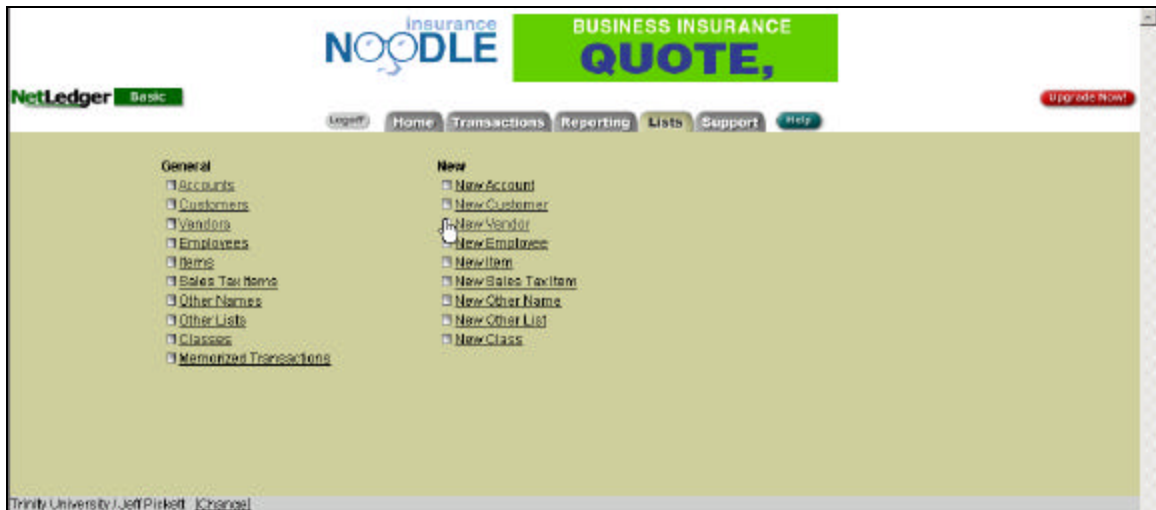 insurance
NOODLE
BUSINESS INSURANCE
QUOTE,
NetLedger Basic
Upgrade Now!
Logoff Home Transactions Reporting Lists Support Help
General
Accounts
Customers
Vendors
Employees
Items
Sales Tax Items
Other Names
Other Lists
Classes
Memorized Transactions
New
New Account
New Customer
New Vendor
New Employee
New Item
New Sales Tax Item
New Other Name
New Other List
New Class
Trinity University / Jeff Pickett [Change]